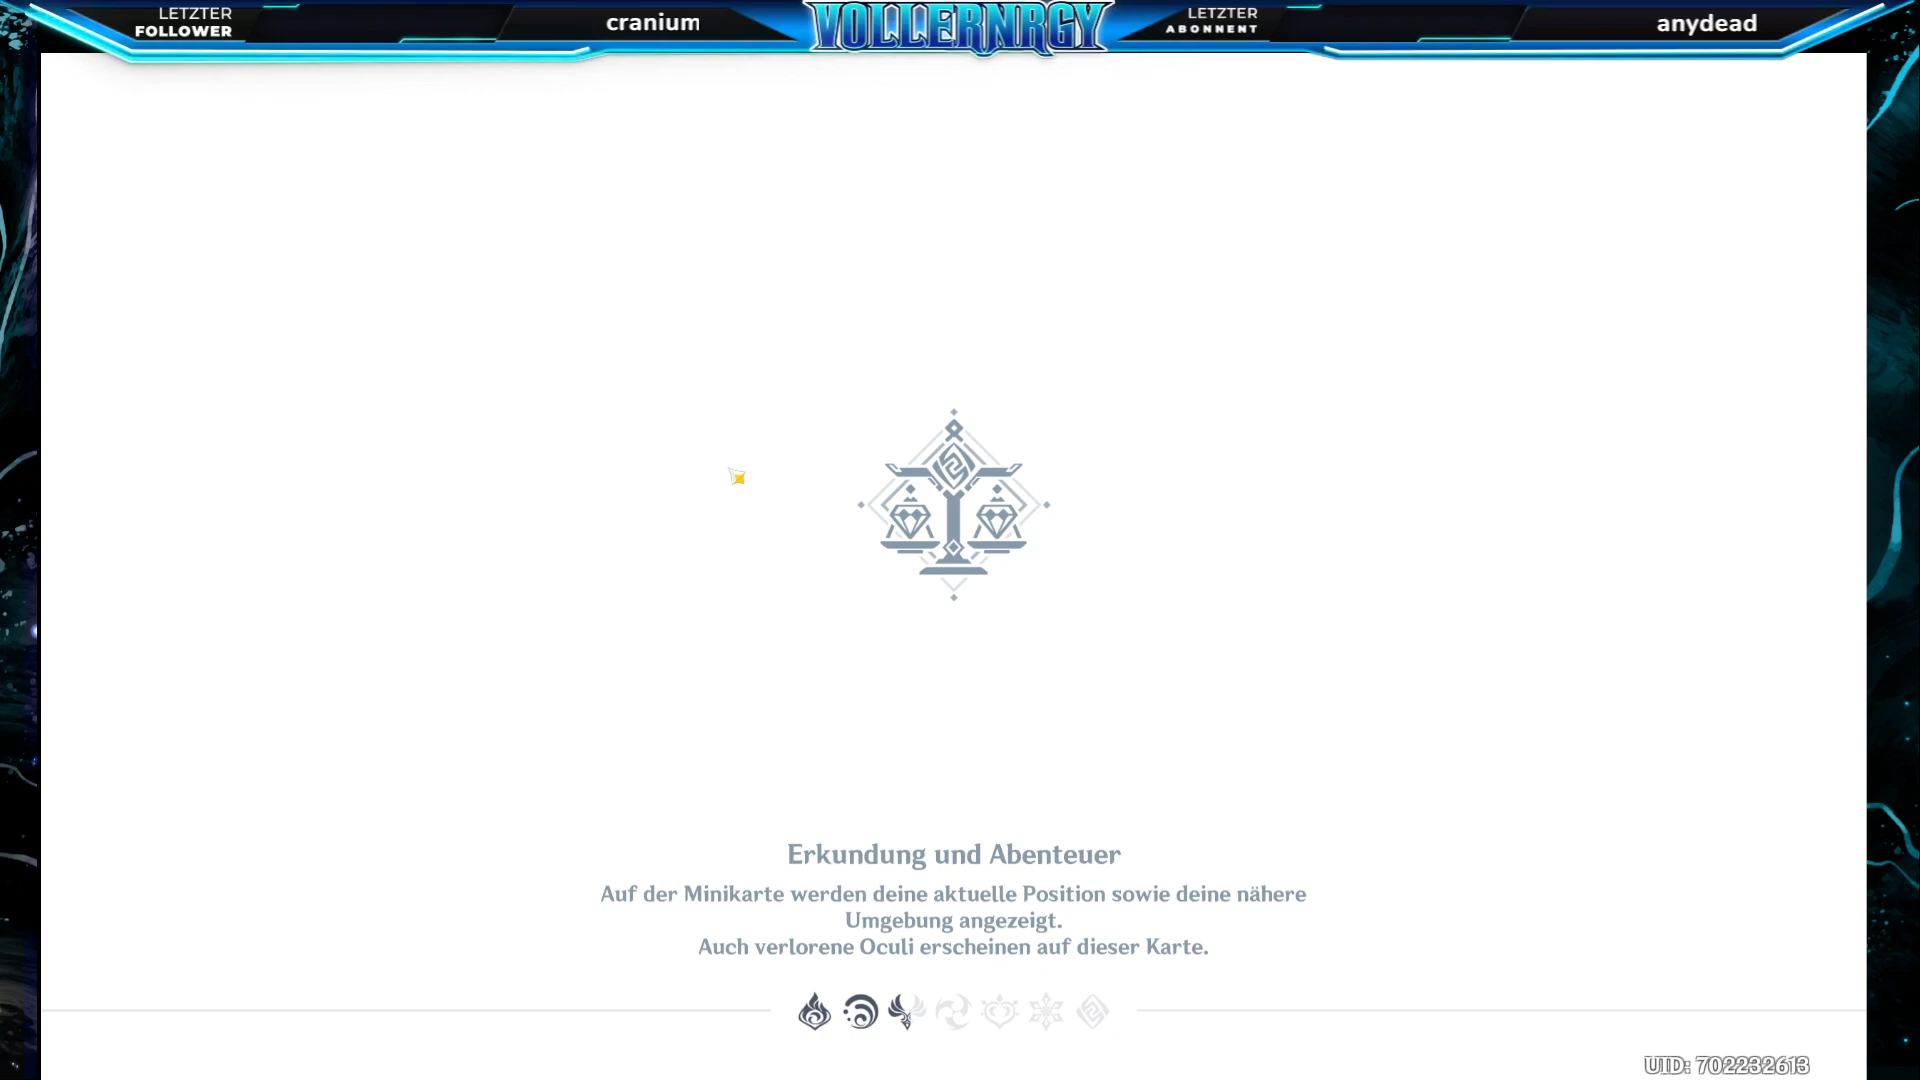 LETZTER
FOLLOWER
cranium
VOLLERNRGY
LETZTER
ABONNENT
anydead
Erkundung und Abenteuer
Auf der Minikarte werden deine aktuelle Position sowie deine nähere
Umgebung angezeigt.
Auch verlorene Oculi erscheinen auf dieser Karte.
UID: 702232613